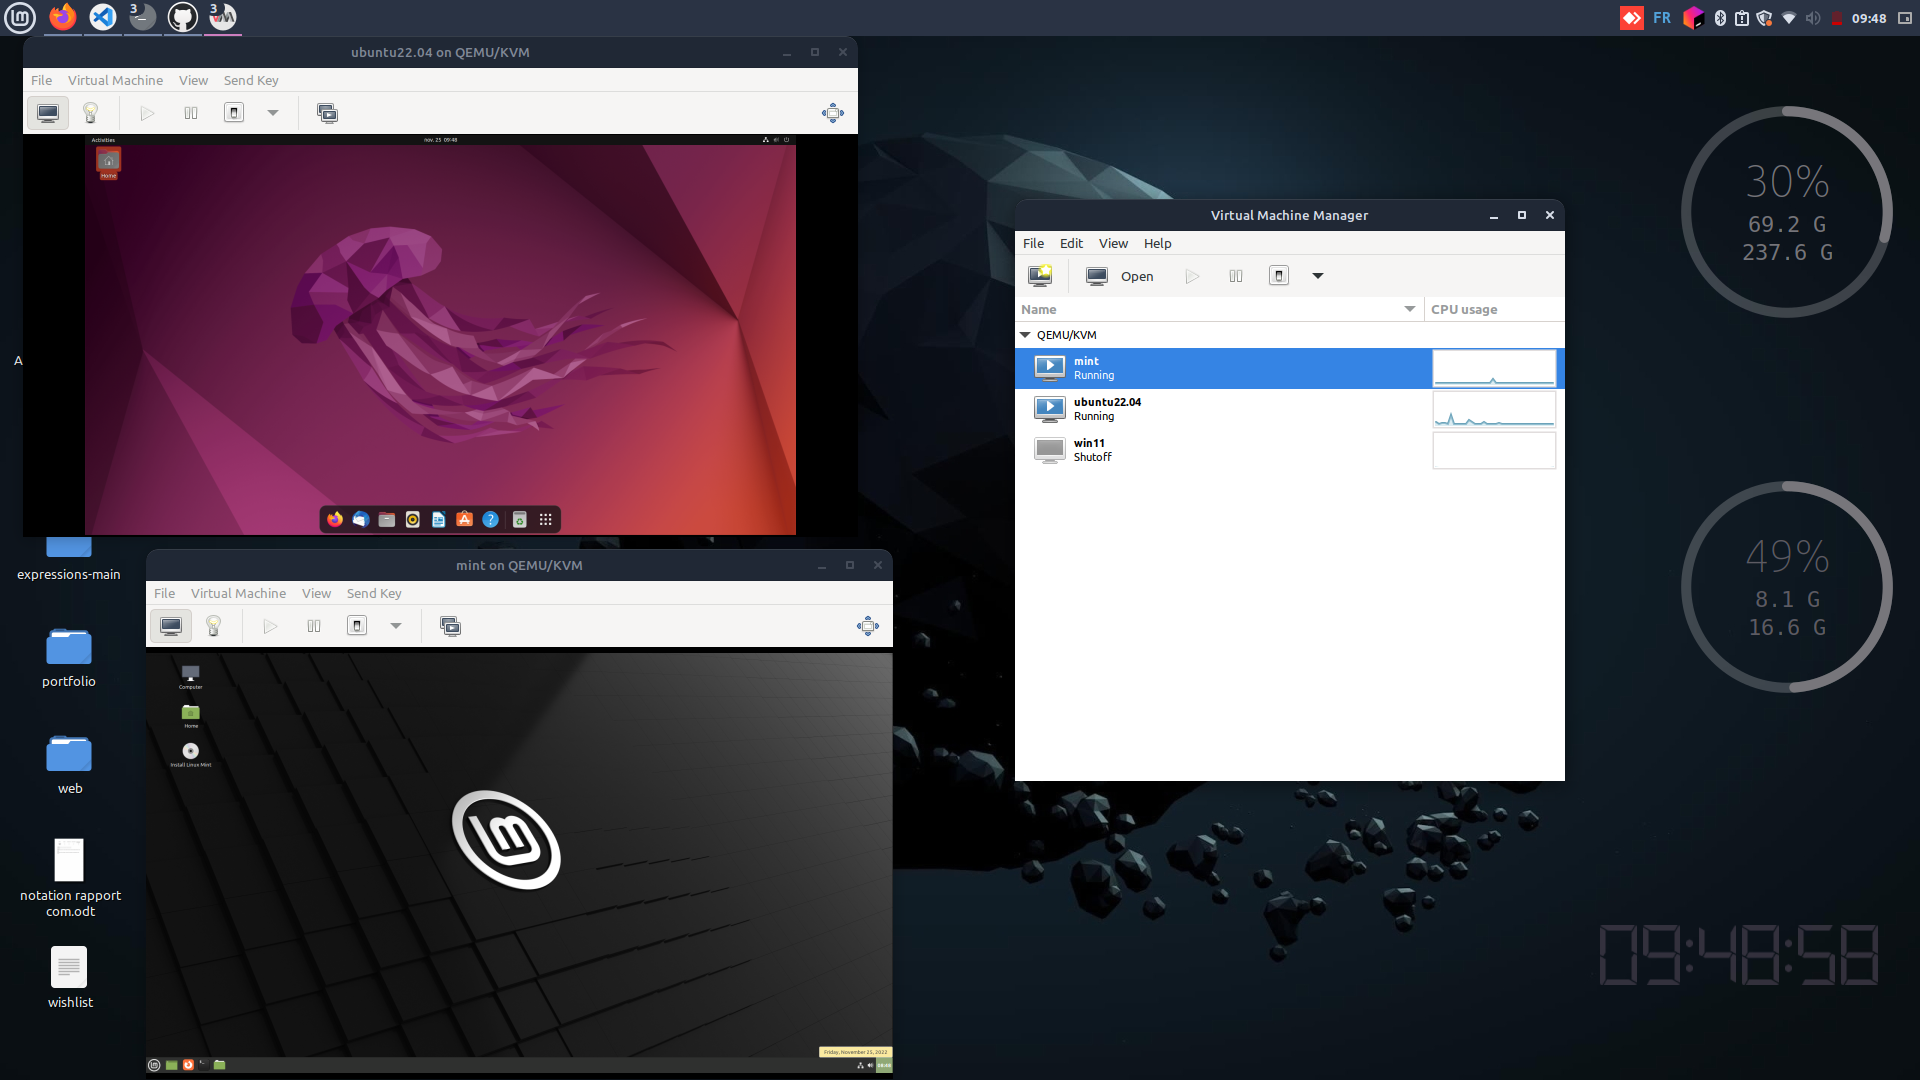 3
3
FR
09:48
ubuntu22.04 on QEMU/KVM
File Virtual Machine View Send Key
Activities
nov. 25 09:48
Home
A
expressions-main
portfolio
web
notation rapport
com.odt
wishlist
mint on QEMU/KVM
File Virtual Machine View Send Key
Computer
Home
Install Linux Mint
Friday, November 25, 2022
Virtual Machine Manager
File Edit View Help
Open
Name CPU usage
QEMU/KVM
mint
Running
ubuntu22.04
Running
win11
Shutoff
30%
69.2 G
237.6 G
49%
8.1 G
16.6 G
09:48:58